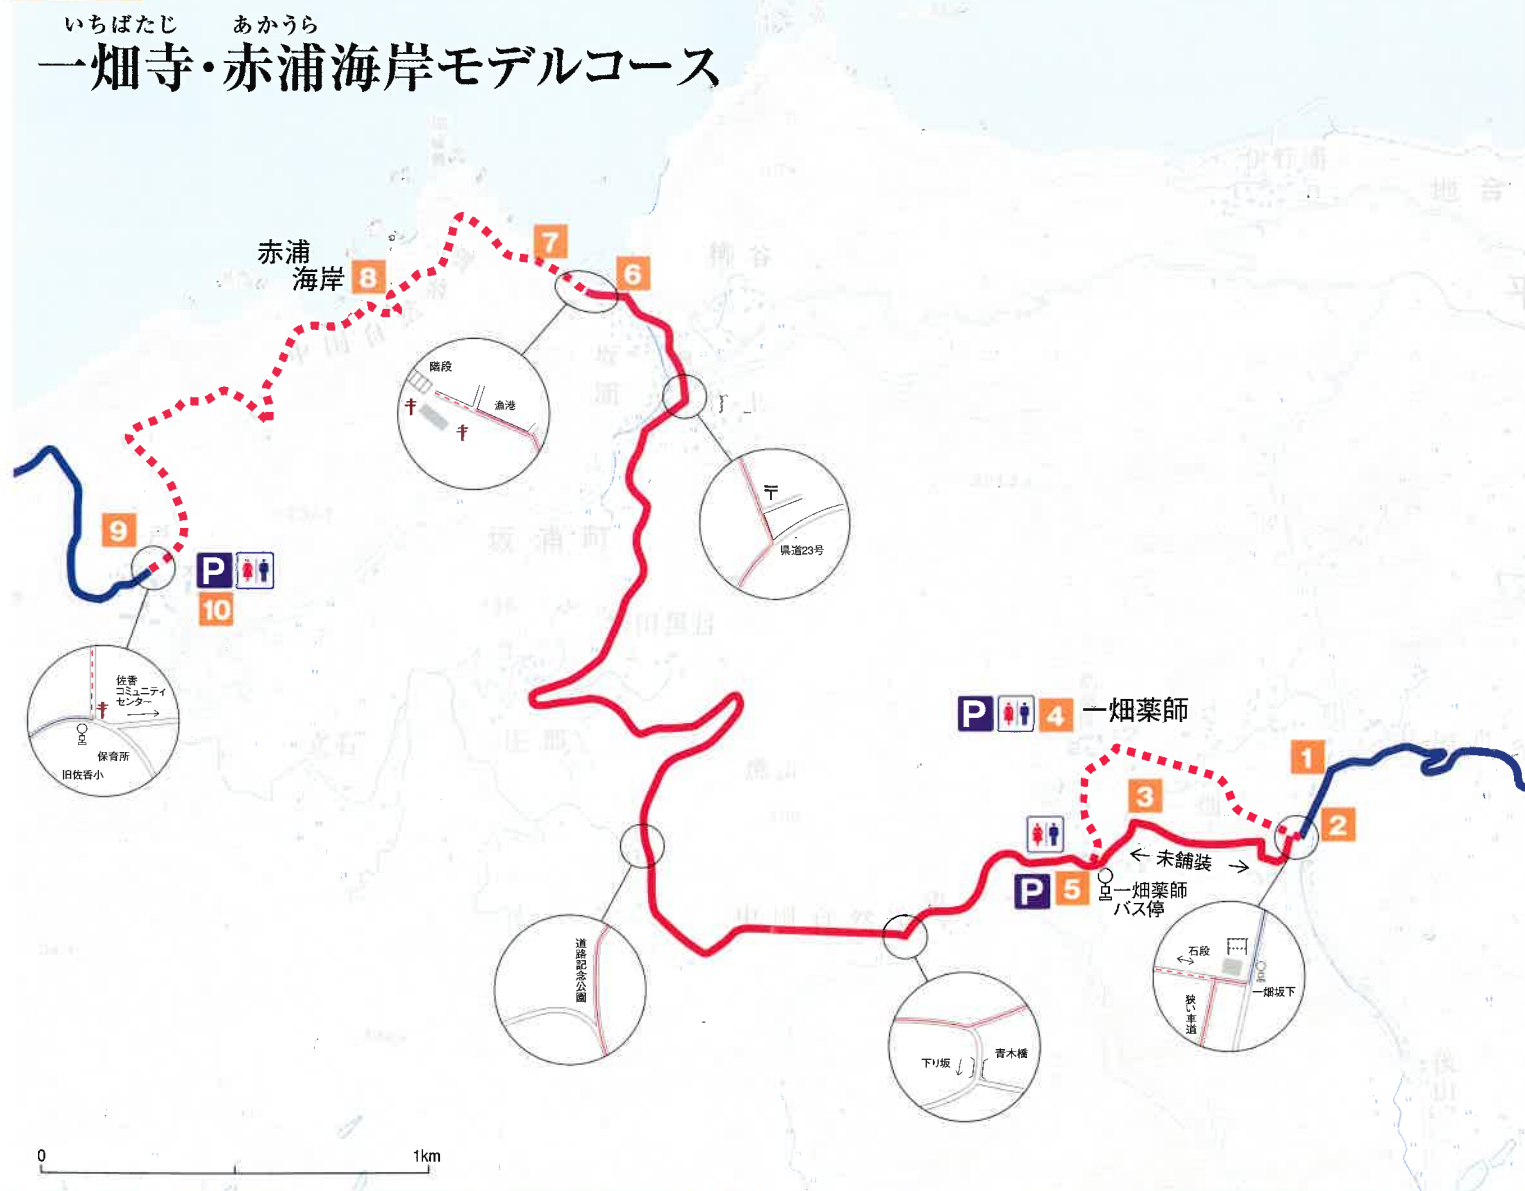 いちばたじ あかうら
一畑寺・赤浦海岸モデルコース
赤浦
海岸
8
7
6
階段
漁港
〒
県道23号
9
P
10
佐香
コミュニティ
センター
保育所
旧佐香小
坂浦町
P
4
一畑薬師
1
2
3
← 未舗装 →
P
5
一畑薬師
バス停
道路記念公園
下り坂
青木橋
石段
一畑坂下
狭い車道
地合
0
1km